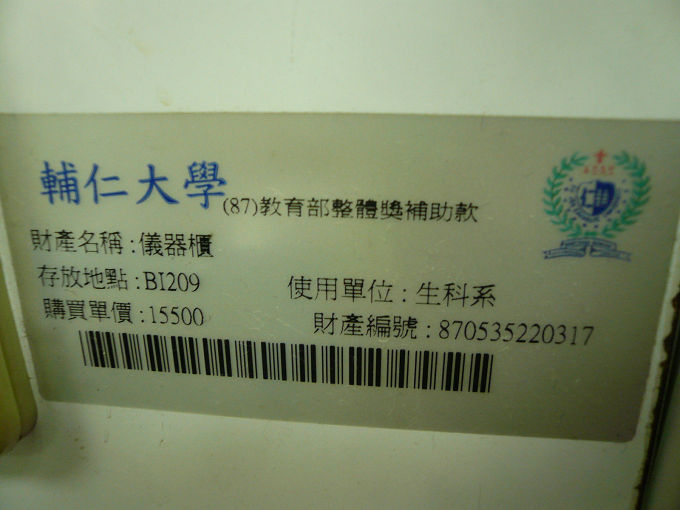 輔仁大學
(87)教育部整體獎補助款
財產名稱:儀器櫃
存放地點:BI209
使用單位:生科系
購買單價:15500
財產編號:870535220317